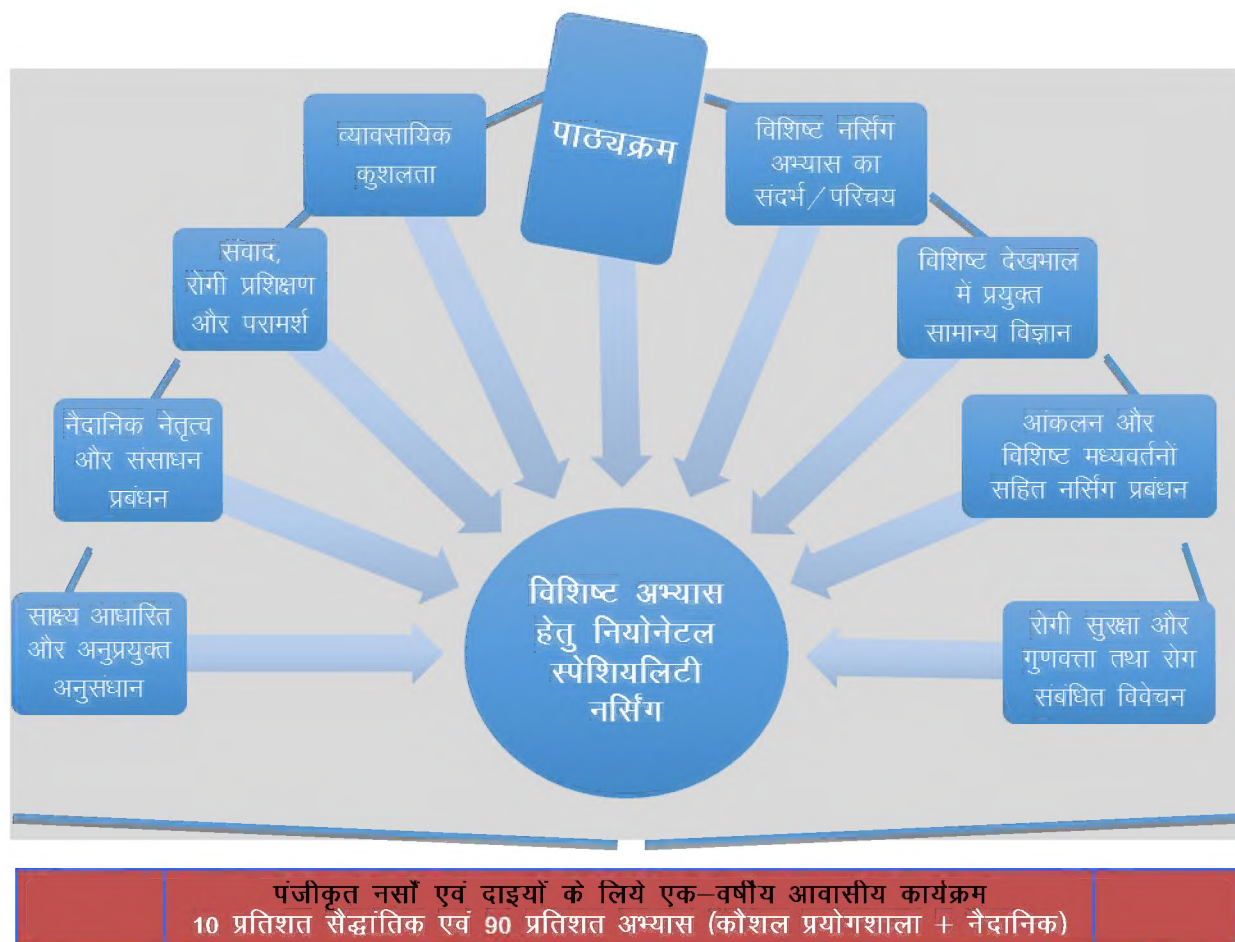 पाठ्यक्रम
व्यावसायिक
कुशलता
विशिष्ट नर्सिंग
अभ्यास का
संदर्भ/परिचय
संवाद,
रोगी प्रशिक्षण
और परामर्श
विशिष्ट देखभाल
में प्रयुक्त
सामान्य विज्ञान
नैदानिक नेतृत्व
और संसाधन
प्रबंधन
आंकलन और
विशिष्ट मध्यवर्तनों
सहित नर्सिंग प्रबंधन
साक्ष्य आधारित
और अनुप्रयुक्त
अनुसंधान
रोगी सुरक्षा और
गुणवत्ता तथा रोग
संबंधित विवेचन
विशिष्ट अभ्यास
हेतु नियोनेटल
स्पेशियलिटी
नर्सिंग
पंजीकृत नर्सों एवं दाइयों के लिये एक–वर्षीय आवासीय कार्यक्रम
10 प्रतिशत सैद्धांतिक एवं 90 प्रतिशत अभ्यास (कौशल प्रयोगशाला + नैदानिक)